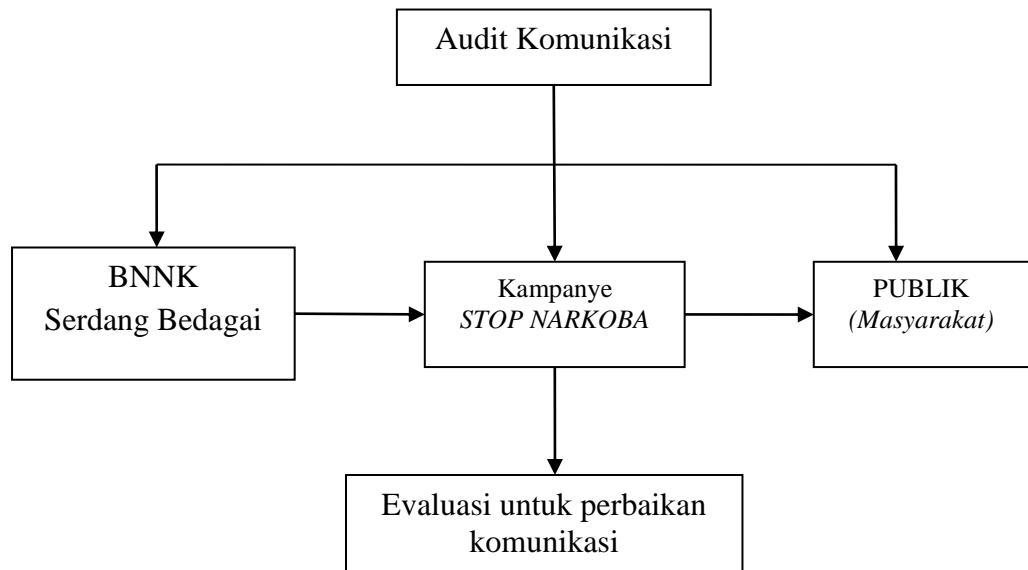 Audit Komunikasi
BNNK
Serdang Bedagai
Kampanye
STOP NARKOBA
PUBLIK
(Masyarakat)
Evaluasi untuk perbaikan
komunikasi